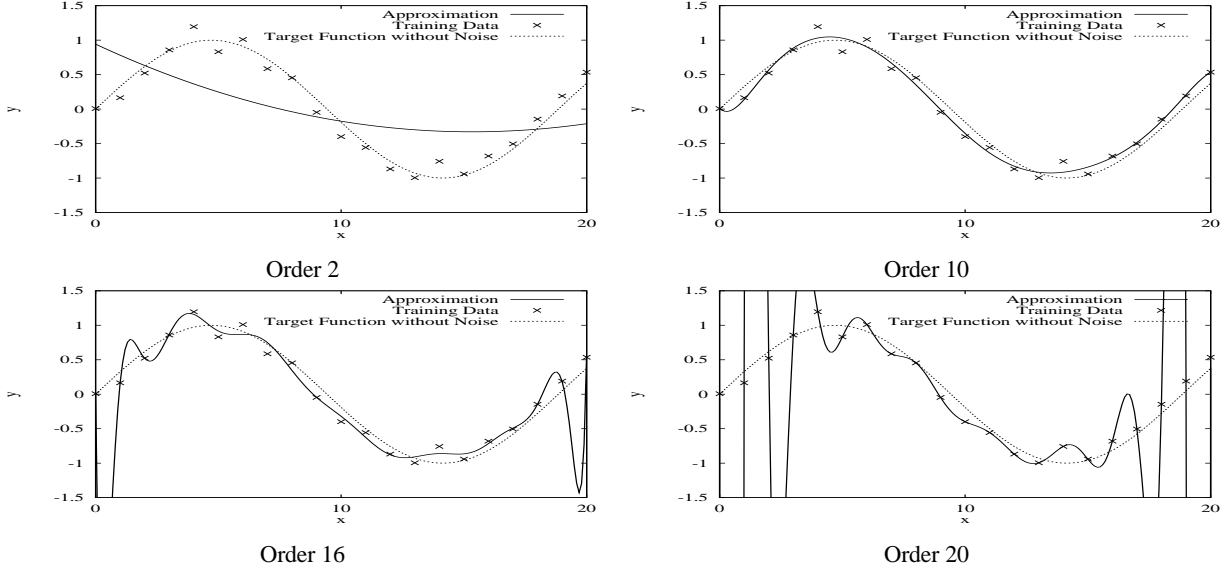 1.5
1
0.5
0
-0.5
-1
-1.5
y
Approximation
Training Data
Target Function without Noise
0
10
20
x
Order 2
1.5
1
0.5
0
-0.5
-1
-1.5
y
Approximation
Training Data
Target Function without Noise
0
10
20
x
Order 10
1.5
1
0.5
0
-0.5
-1
-1.5
y
Approximation
Training Data
Target Function without Noise
0
10
20
x
Order 16
1.5
1
0.5
0
-0.5
-1
-1.5
y
Approximation
Training Data
Target Function without Noise
0
10
20
x
Order 20